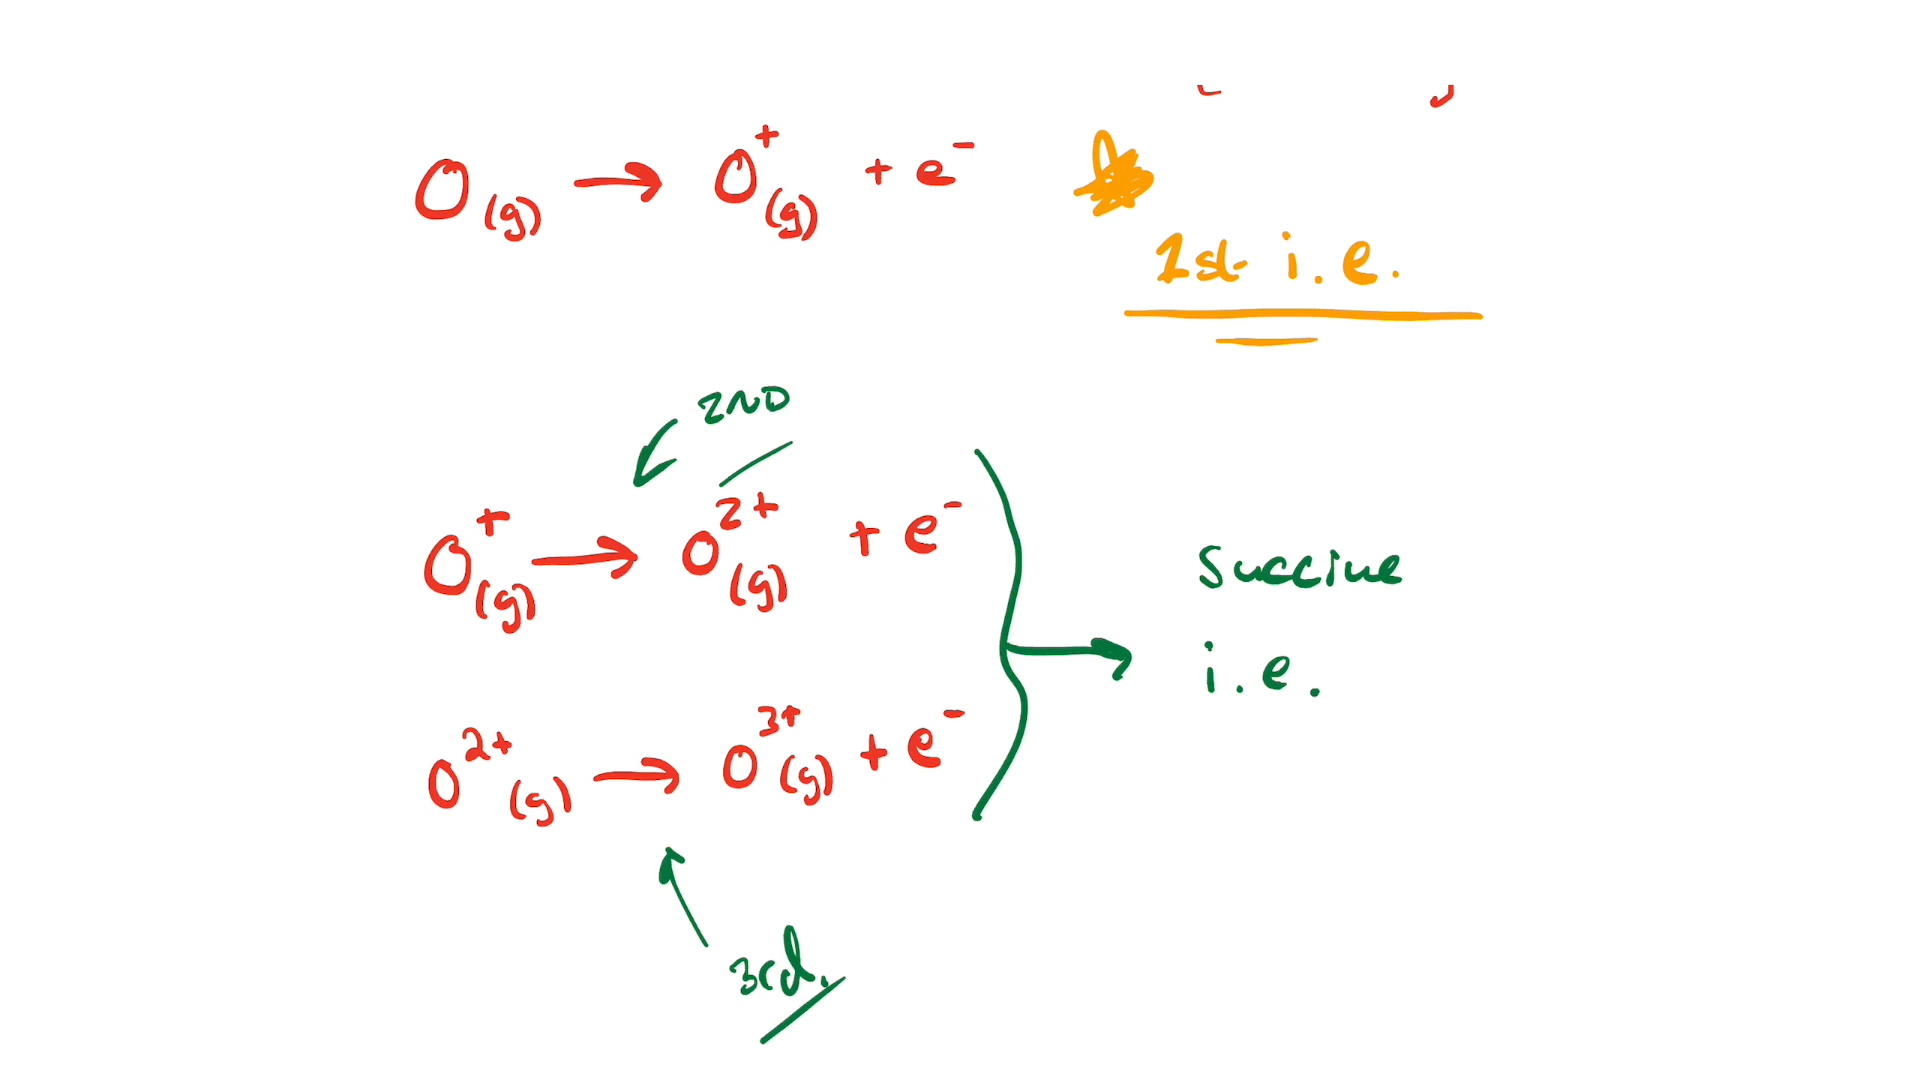 O(g) → O⁺(g) + e⁻
1st i.e.
2ND
O⁺(g) → O²⁺(g) + e⁻
Succive
i.e.
O²⁺(g) → O³⁺(g) + e⁻
3rd.